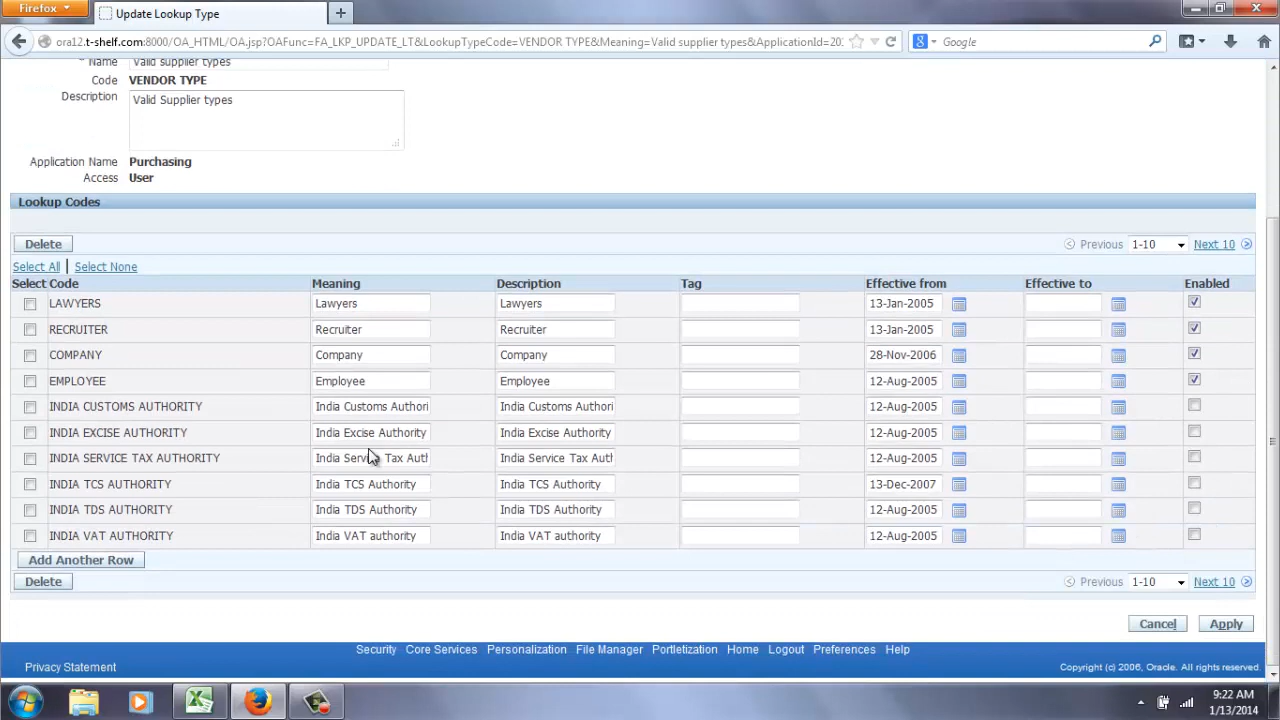 Firefox
Update Lookup Type
ora12.t-shelf.com:8000/OA_HTML/OA.jsp?OAFunc=FA_LKP_UPDATE_LT&LookupTypeCode=VENDOR TYPE&Meaning=Valid supplier types&ApplicationId=20
Google
* Name Valid supplier types
Code VENDOR TYPE
Description Valid Supplier types
Application Name Purchasing
Access User
Lookup Codes
Delete Previous 1-10 Next 10
Select All | Select None
Select Code Meaning Description Tag Effective from Effective to Enabled
LAWYERS Lawyers Lawyers 13-Jan-2005
RECRUITER Recruiter Recruiter 13-Jan-2005
COMPANY Company Company 28-Nov-2006
EMPLOYEE Employee Employee 12-Aug-2005
INDIA CUSTOMS AUTHORITY India Customs Authori India Customs Authori 12-Aug-2005
INDIA EXCISE AUTHORITY India Excise Authority India Excise Authority 12-Aug-2005
INDIA SERVICE TAX AUTHORITY India Service Tax Auth India Service Tax Auth 12-Aug-2005
INDIA TCS AUTHORITY India TCS Authority India TCS Authority 13-Dec-2007
INDIA TDS AUTHORITY India TDS Authority India TDS Authority 12-Aug-2005
INDIA VAT AUTHORITY India VAT authority India VAT authority 12-Aug-2005
Add Another Row
Delete Previous 1-10 Next 10
Cancel Apply
Security Core Services Personalization File Manager Portletization Home Logout Preferences Help
Privacy Statement Copyright (c) 2006, Oracle. All rights reserved.
9:22 AM
1/13/2014